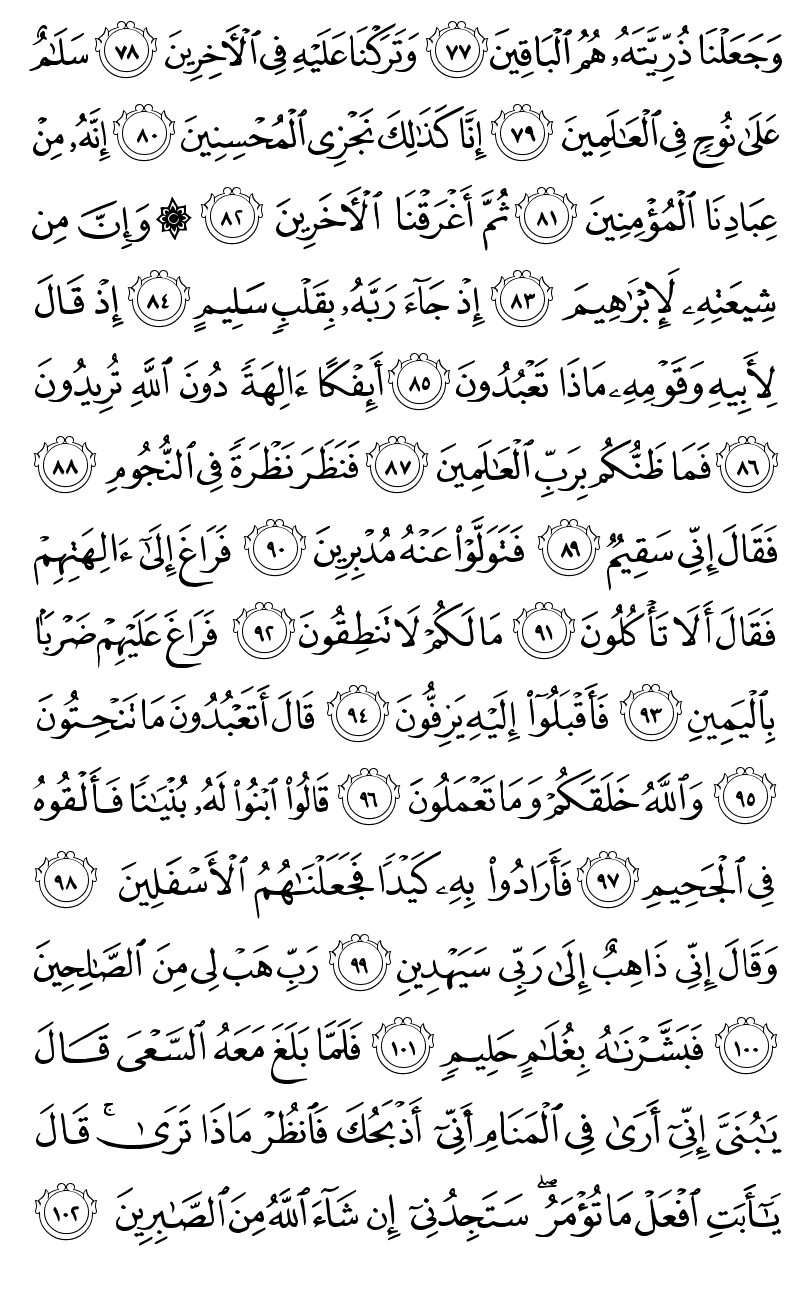 وَجَعَلْنَا ذُرِّيَّتَهُۥ هُمُ ٱلْبَاقِينَ ٧٧ وَتَرَكْنَا عَلَيْهِ فِى ٱلْـَٔاخِرِينَ ٧٨ سَلَـٰمٌ
عَلَىٰ نُوحٍ فِى ٱلْعَـٰلَمِينَ ٧٩ إِنَّا كَذَٰلِكَ نَجْزِى ٱلْمُحْسِنِينَ ٨٠ إِنَّهُۥ مِنْ
عِبَادِنَا ٱلْمُؤْمِنِينَ ٨١ ثُمَّ أَغْرَقْنَا ٱلْـَٔاخَرِينَ ٨٢ ۞ وَإِنَّ مِن
شِيعَتِهِۦ لَإِبْرَٰهِيمَ ٨٣ إِذْ جَآءَ رَبَّهُۥ بِقَلْبٍ سَلِيمٍ ٨٤ إِذْ قَالَ
لِأَبِيهِ وَقَوْمِهِۦ مَاذَا تَعْبُدُونَ ٨٥ أَئِفْكًا ءَالِهَةً دُونَ ٱللَّهِ تُرِيدُونَ
٨٦ فَمَا ظَنُّكُم بِرَبِّ ٱلْعَـٰلَمِينَ ٨٧ فَنَظَرَ نَظْرَةً فِى ٱلنُّجُومِ ٨٨
فَقَالَ إِنِّى سَقِيمٌ ٨٩ فَتَوَلَّوْا۟ عَنْهُ مُدْبِرِينَ ٩٠ فَرَاغَ إِلَىٰٓ ءَالِهَتِهِمْ
فَقَالَ أَلَا تَأْكُلُونَ ٩١ مَا لَكُمْ لَا تَنطِقُونَ ٩٢ فَرَاغَ عَلَيْهِمْ ضَرْبًۢا
بِٱلْيَمِينِ ٩٣ فَأَقْبَلُوٓا۟ إِلَيْهِ يَزِفُّونَ ٩٤ قَالَ أَتَعْبُدُونَ مَا تَنْحِتُونَ
٩٥ وَٱللَّهُ خَلَقَكُمْ وَمَا تَعْمَلُونَ ٩٦ قَالُوا۟ ٱبْنُوا۟ لَهُۥ بُنْيَـٰنًا فَأَلْقُوهُ
فِى ٱلْجَحِيمِ ٩٧ فَأَرَادُوا۟ بِهِۦ كَيْدًا فَجَعَلْنَـٰهُمُ ٱلْأَسْفَلِينَ ٩٨
وَقَالَ إِنِّى ذَاهِبٌ إِلَىٰ رَبِّى سَيَهْدِينِ ٩٩ رَبِّ هَبْ لِى مِنَ ٱلصَّـٰلِحِينَ
١٠٠ فَبَشَّرْنَـٰهُ بِغُلَـٰمٍ حَلِيمٍ ١٠١ فَلَمَّا بَلَغَ مَعَهُ ٱلسَّعْىَ قَالَ
يَـٰبُنَىَّ إِنِّىٓ أَرَىٰ فِى ٱلْمَنَامِ أَنِّىٓ أَذْبَحُكَ فَٱنظُرْ مَاذَا تَرَىٰ ۚ قَالَ
يَـٰٓأَبَتِ ٱفْعَلْ مَا تُؤْمَرُ ۖ سَتَجِدُنِىٓ إِن شَآءَ ٱللَّهُ مِنَ ٱلصَّـٰبِرِينَ ١٠٢